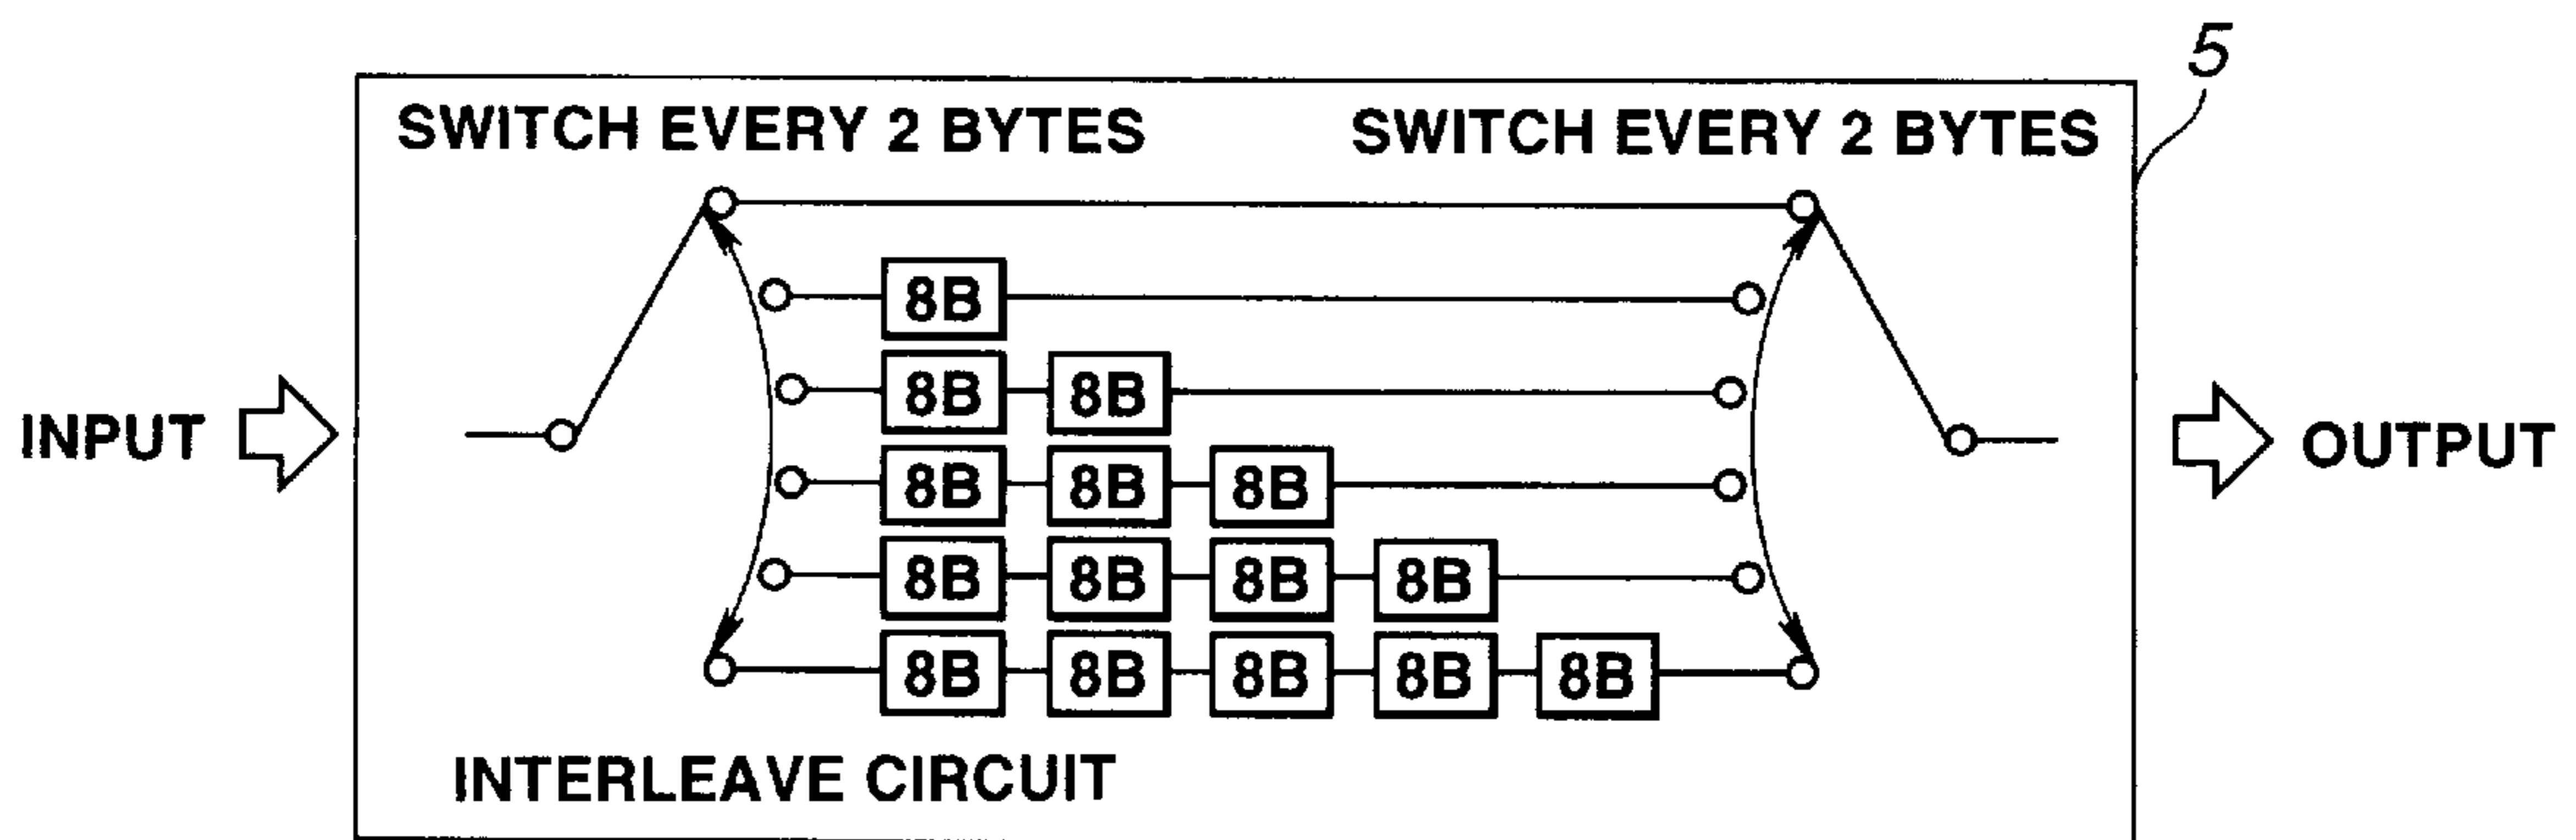 5
SWITCH EVERY 2 BYTES SWITCH EVERY 2 BYTES
8B
8B 8B
INPUT OUTPUT
8B 8B 8B
8B 8B 8B 8B
8B 8B 8B 8B 8B
INTERLEAVE CIRCUIT